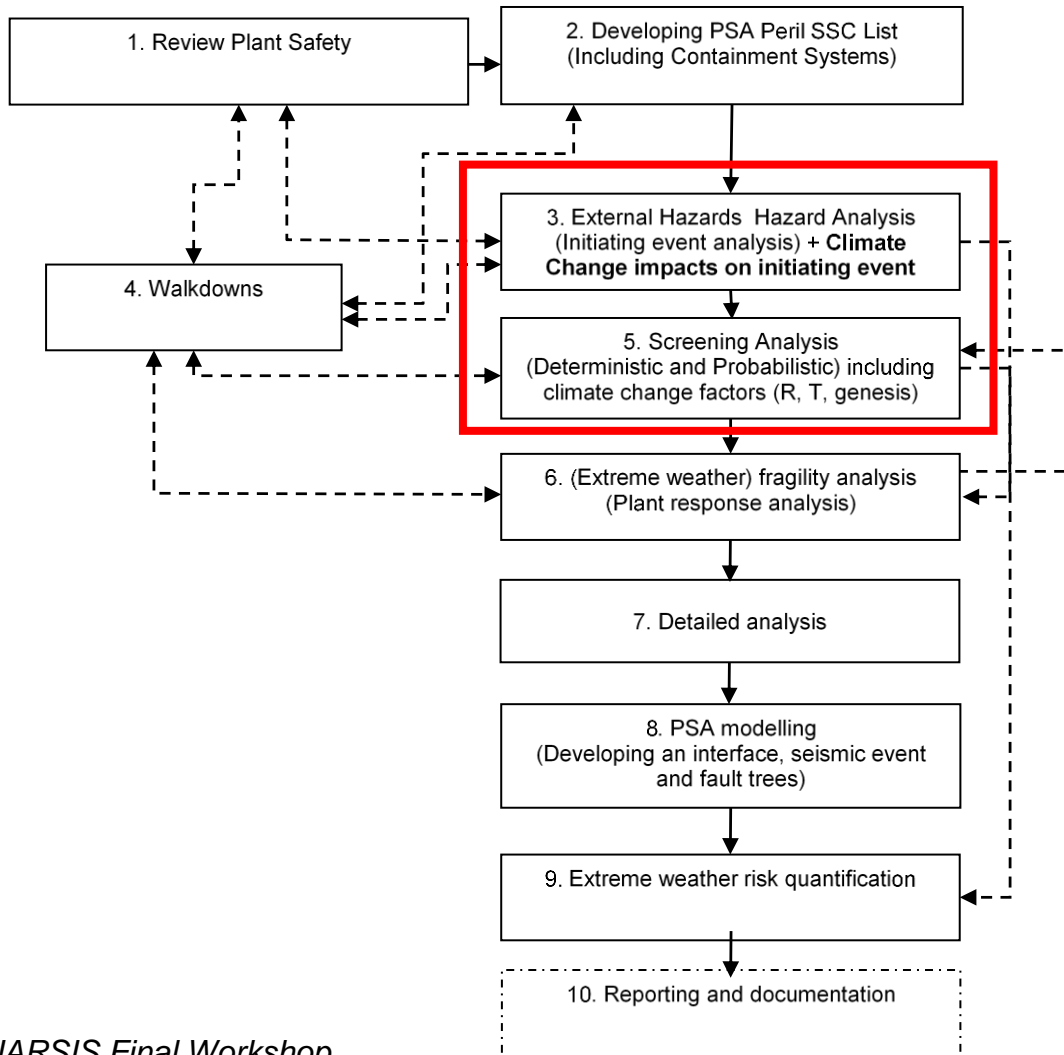 1. Review Plant Safety
2. Developing PSA Peril SSC List
(Including Containment Systems)
3. External Hazards Hazard Analysis
(Initiating event analysis) + Climate
Change impacts on initiating event
4. Walkdowns
5. Screening Analysis
(Deterministic and Probabilistic) including
climate change factors (R, T, genesis)
6. (Extreme weather) fragility analysis
(Plant response analysis)
7. Detailed analysis
8. PSA modelling
(Developing an interface, seismic event
and fault trees)
9. Extreme weather risk quantification
10. Reporting and documentation
ARSIS Final Workshop